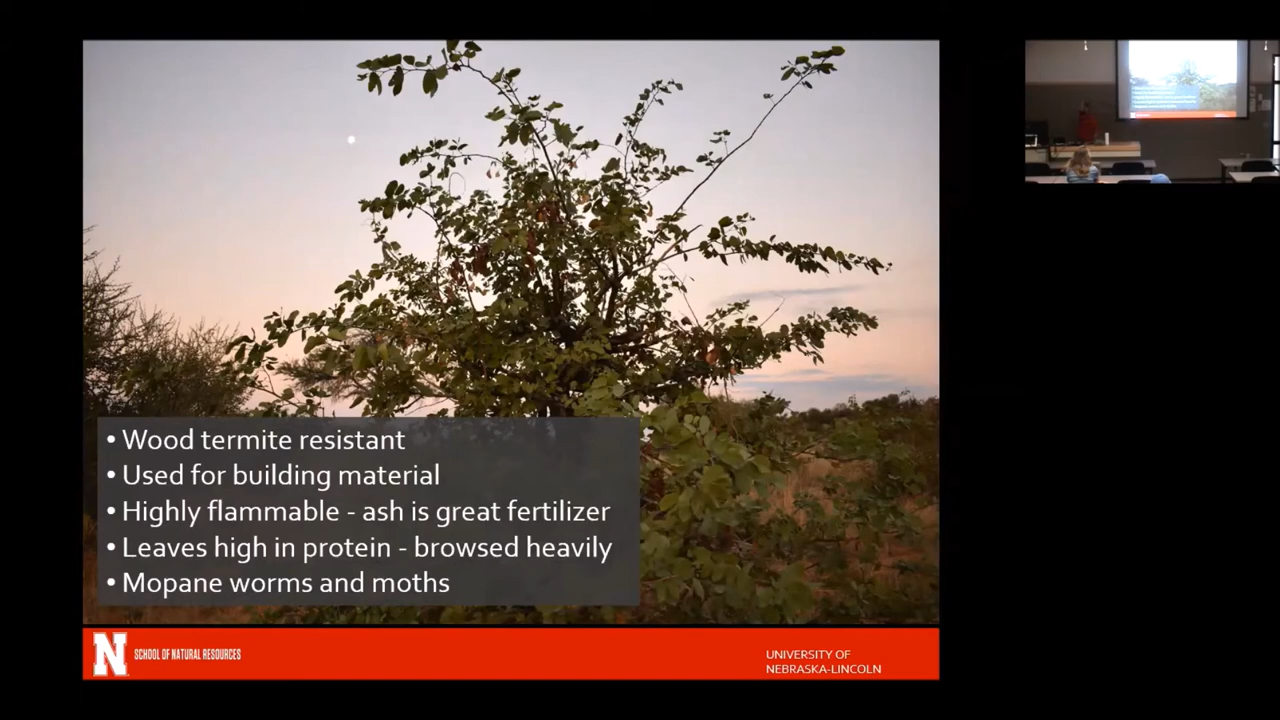 • Wood termite resistant
• Used for building material
• Highly flammable - ash is great fertilizer
• Leaves high in protein - browsed heavily
• Mopane worms and moths
N
SCHOOL OF NATURAL RESOURCES
UNIVERSITY OF
NEBRASKA-LINCOLN